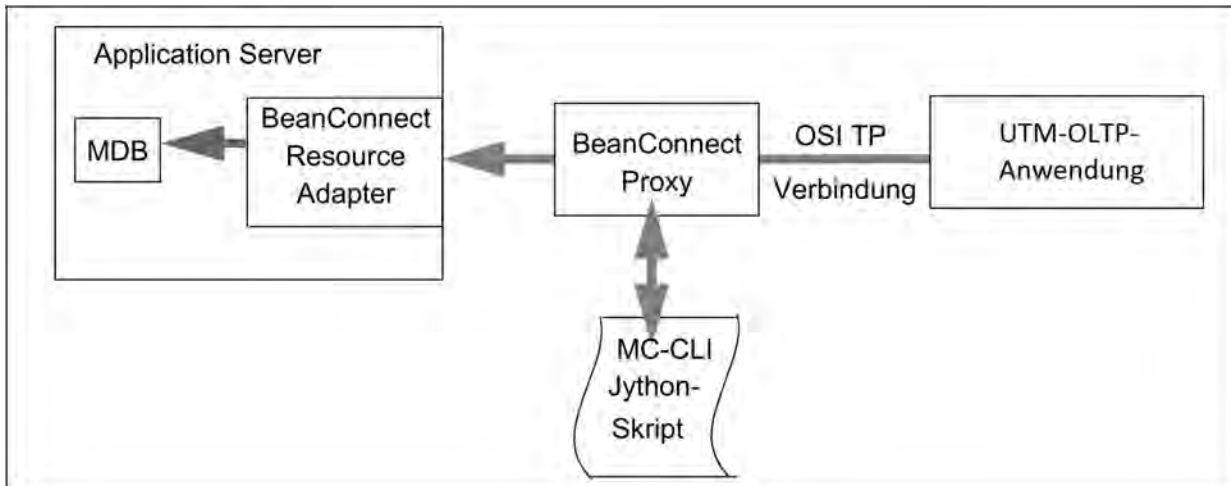 Application Server
MDB
BeanConnect
Resource
Adapter
BeanConnect
Proxy
OSI TP
Verbindung
UTM-OLTP-
Anwendung
MC-CLI
Jython-
Skript